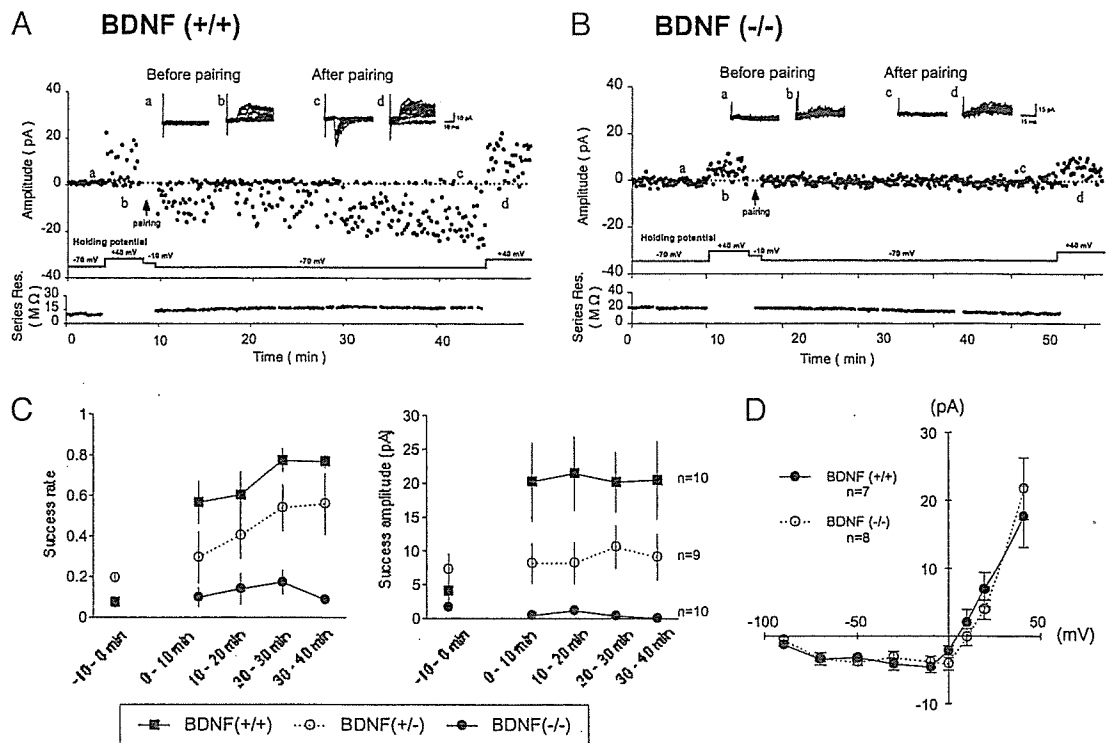 A BDNF (+/+)
Before pairing After pairing
a b c d
10 pA
10 ms
Amplitude (pA)
40
20
0
-20
-40
a
b
c
d
pairing
Holding potential
-70 mV
+40 mV
-10 mV
-70 mV
+40 mV
Series Res.
( M Ω )
30
15
0
0 10 20 30 40
Time ( min )
B BDNF (-/-)
Before pairing After pairing
a b c d
15 pA
15 ms
Amplitude ( pA )
40
20
0
-20
-40
a
b
c
d
pairing
Holding potential
-70 mV
+40 mV
-10 mV
-70 mV
+40 mV
Series Res.
( M Ω )
40
20
0
0 10 20 30 40 50
Time ( min )
C
Success rate
1
0.8
0.6
0.4
0.2
0
-10 - 0 min
0 - 10 min
10 - 20 min
20 - 30 min
30 - 40 min
Success amplitude (pA)
30
25
20
15
10
5
0
n=10
n=9
n=10
-10 - 0 min
0 - 10 min
10 - 20 min
20 - 30 min
30 - 40 min
BDNF(+/+) BDNF(+/-) BDNF(-/-)
D
(pA)
30
20
10
-10
-100
-50
50
(mV)
BDNF (+/+)
n=7
BDNF (-/-)
n=8